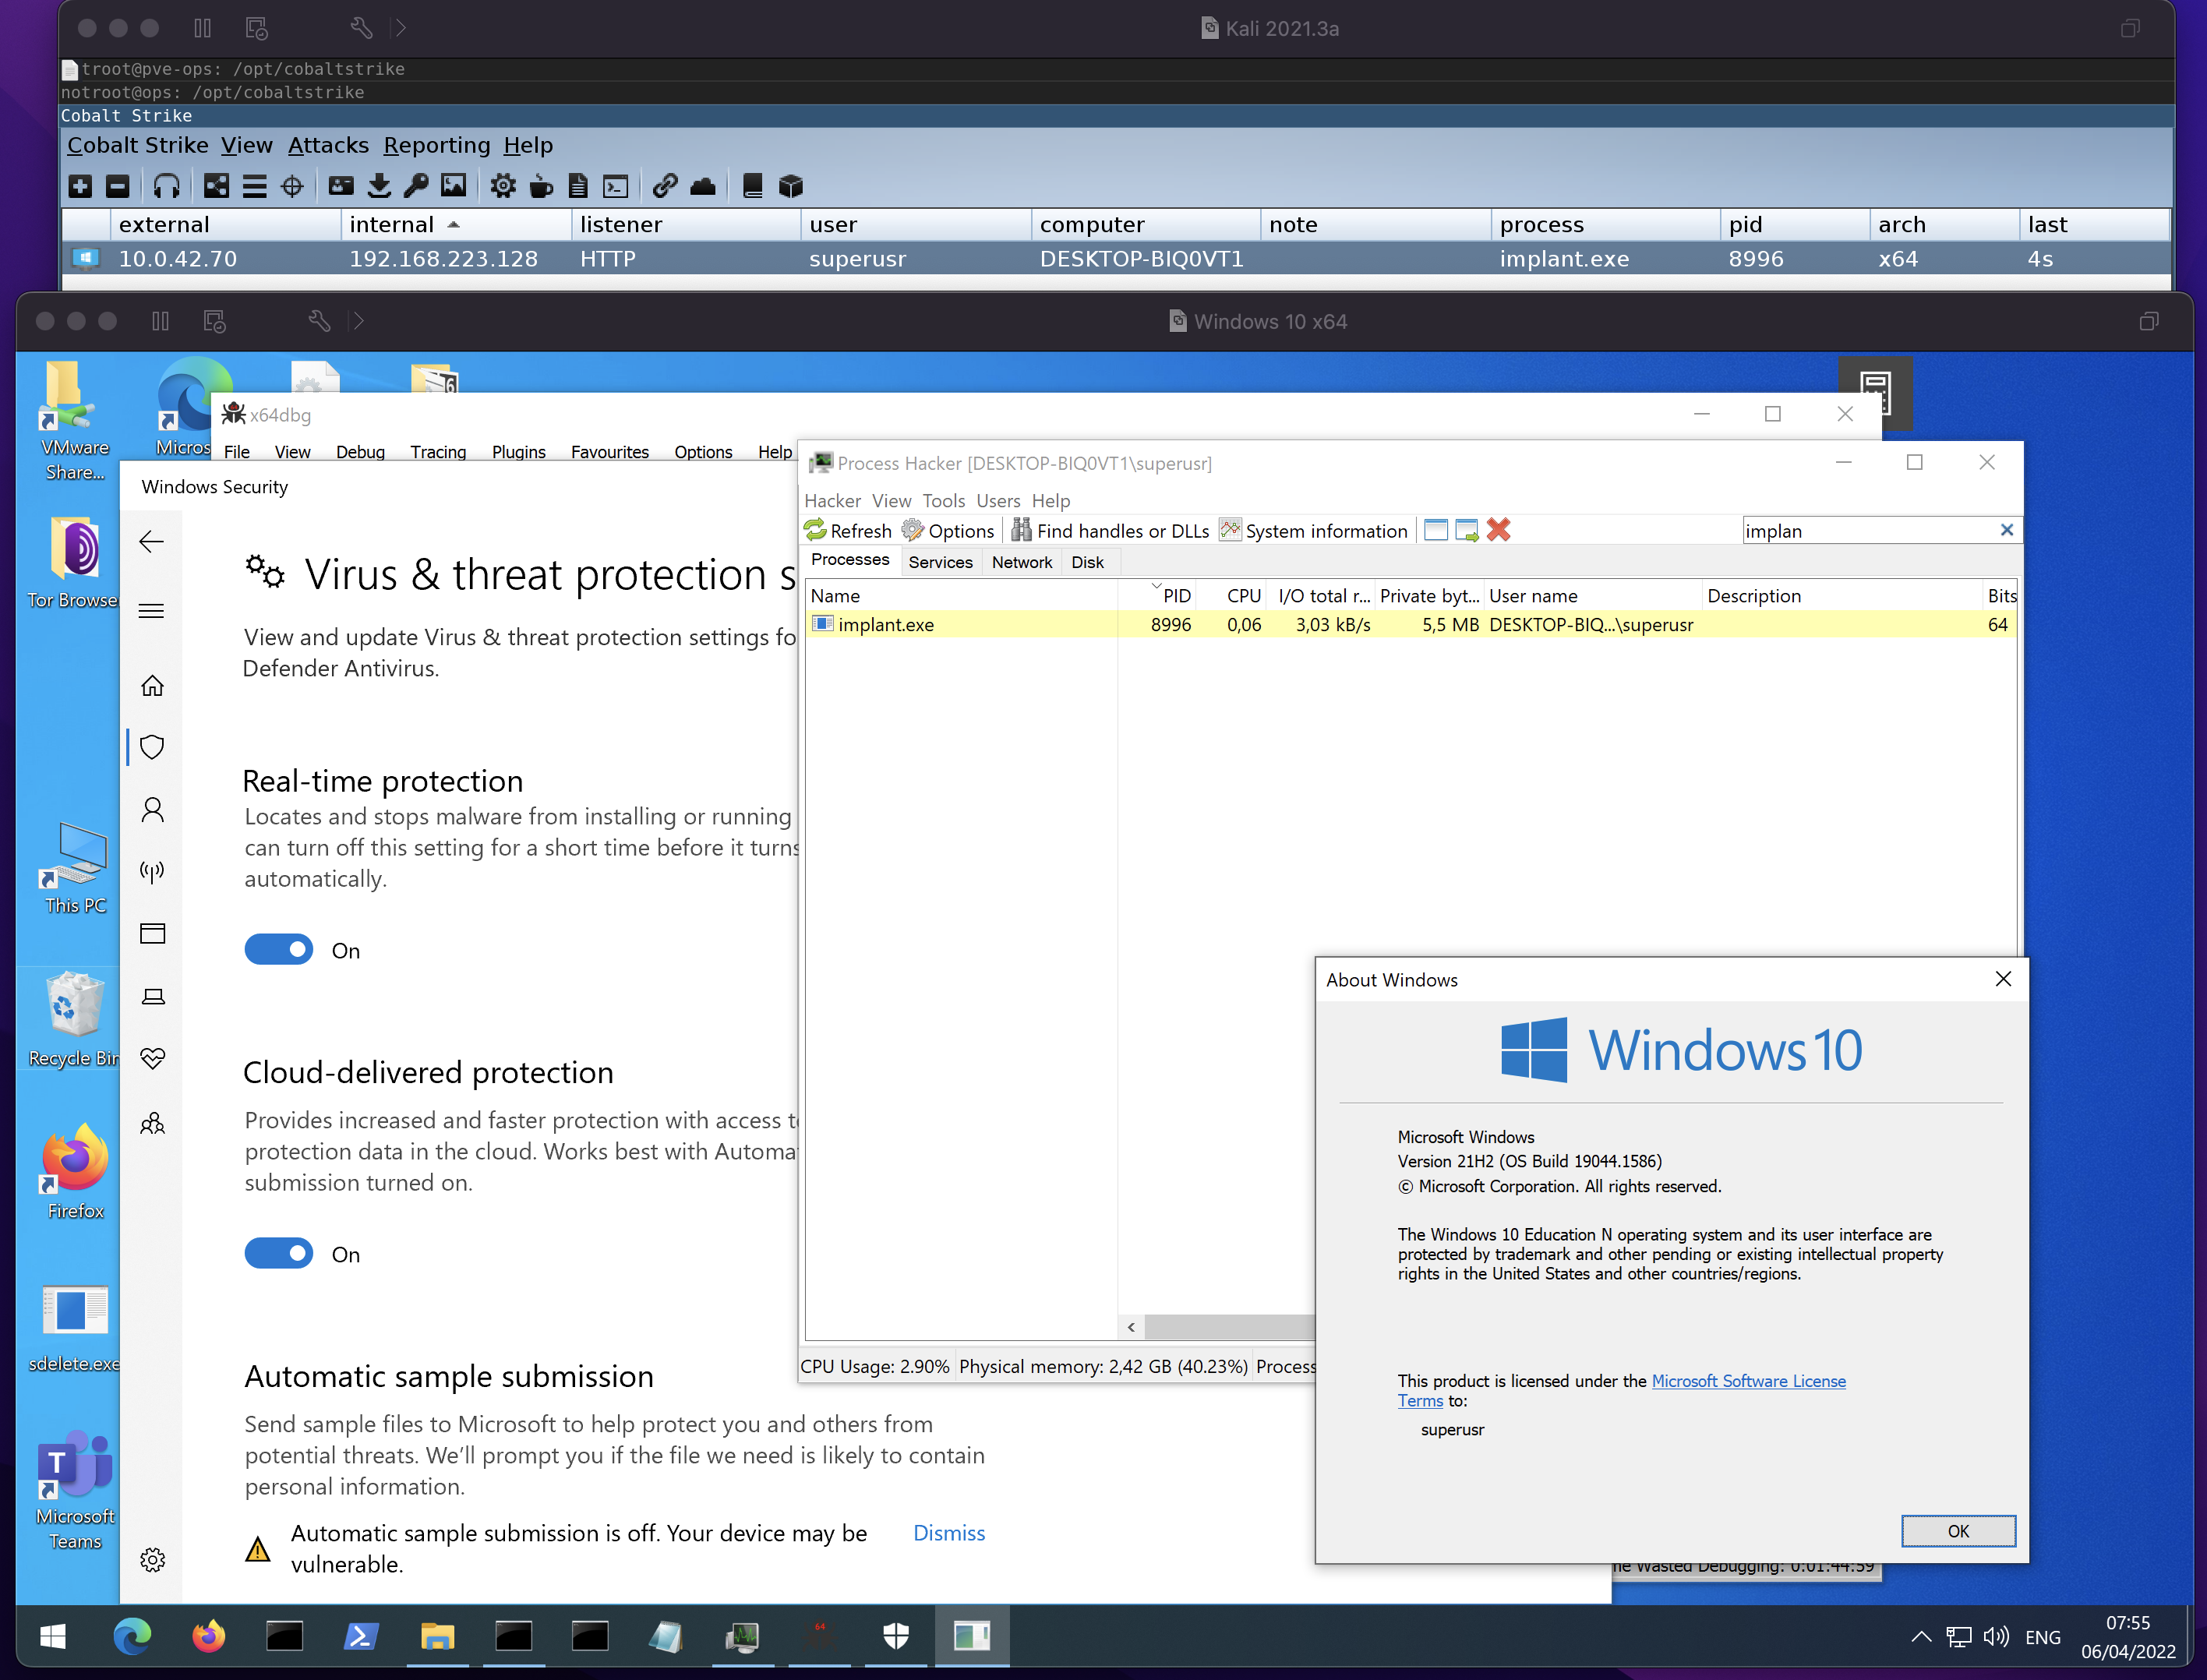 Kali 2021.3a
troot@pve-ops: /opt/cobaltstrike
notroot@ops: /opt/cobaltstrike
Cobalt Strike
Cobalt Strike View Attacks Reporting Help
external internal listener user computer note process pid arch last
10.0.42.70 192.168.223.128 HTTP superusr DESKTOP-BIQ0VT1 implant.exe 8996 x64 4s
Windows 10 x64
VMware
Share...
Micros
Tor Browse
This PC
Recycle Bin
Firefox
sdelete.exe
Microsoft
Teams
x64dbg
File View Debug Tracing Plugins Favourites Options Help
Windows Security
Virus & threat protection s
View and update Virus & threat protection settings fo
Defender Antivirus.
Real-time protection
Locates and stops malware from installing or running
can turn off this setting for a short time before it turns
automatically.
On
Cloud-delivered protection
Provides increased and faster protection with access t
protection data in the cloud. Works best with Automa
submission turned on.
On
Automatic sample submission
Send sample files to Microsoft to help protect you and others from
potential threats. We’ll prompt you if the file we need is likely to contain
personal information.
Automatic sample submission is off. Your device may be
vulnerable.
Dismiss
Process Hacker [DESKTOP-BIQ0VT1\superusr]
Hacker View Tools Users Help
Refresh Options Find handles or DLLs System information
implan
Processes Services Network Disk
Name PID CPU I/O total r... Private byt... User name Description Bits
implant.exe 8996 0,06 3,03 kB/s 5,5 MB DESKTOP-BIQ...\superusr 64
CPU Usage: 2.90% Physical memory: 2,42 GB (40.23%) Process
About Windows
Windows 10
Microsoft Windows
Version 21H2 (OS Build 19044.1586)
© Microsoft Corporation. All rights reserved.
The Windows 10 Education N operating system and its user interface are
protected by trademark and other pending or existing intellectual property
rights in the United States and other countries/regions.
This product is licensed under the Microsoft Software License
Terms to:
superusr
OK
me Wasted Debugging: 0:01:44:59
64
ENG
07:55
06/04/2022